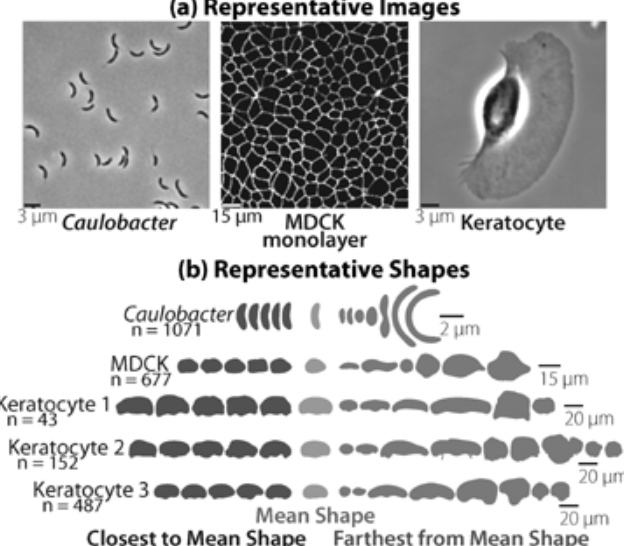 (a) Representative Images
3 µm Caulobacter
15 µm MDCK monolayer
3 µm Keratocyte
(b) Representative Shapes
Caulobacter
n = 1071
2 µm
MDCK
n = 677
15 µm
Keratocyte 1
n = 43
20 µm
Keratocyte 2
n = 152
20 µm
Keratocyte 3
n = 487
20 µm
Mean Shape
Closest to Mean Shape
Farthest from Mean Shape